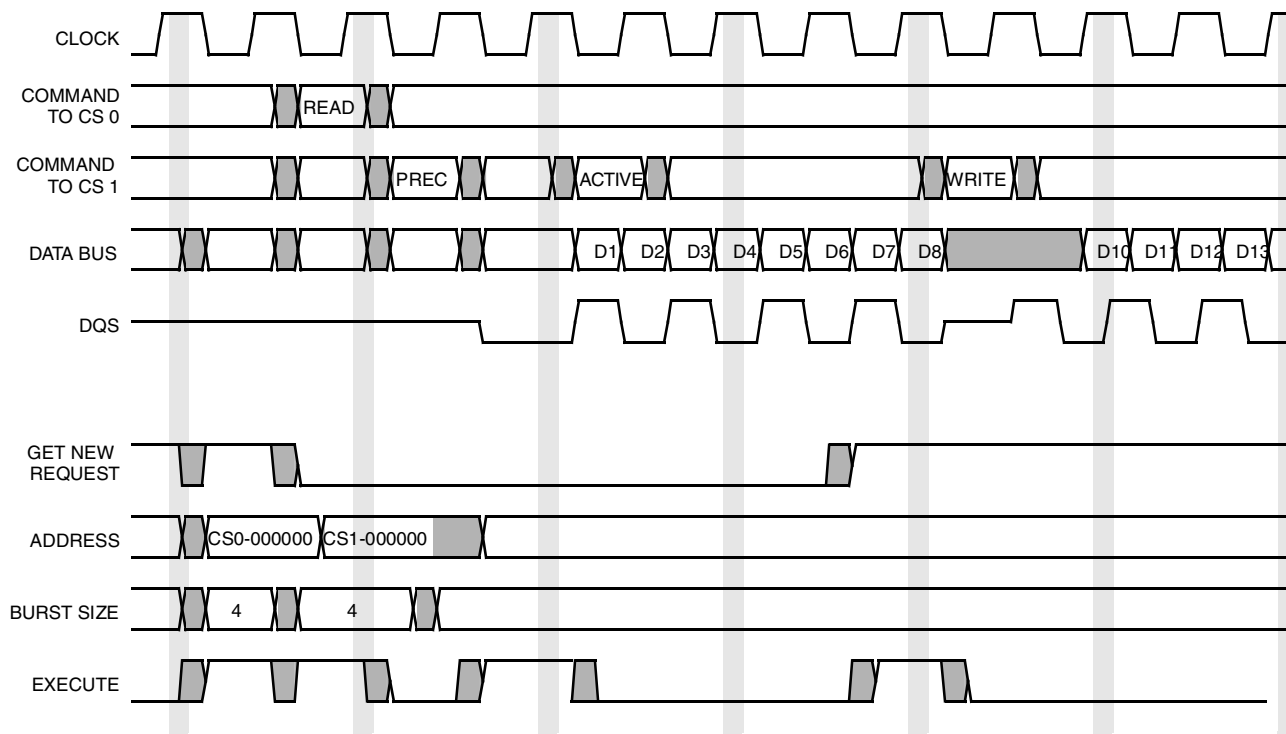 CLOCK
COMMAND
TO CS 0
READ
COMMAND
TO CS 1
PREC
ACTIVE
WRITE
DATA BUS
D1 D2 D3 D4 D5 D6 D7 D8 D10 D11 D12 D13
DQS
GET NEW
REQUEST
ADDRESS
CS0-000000 CS1-000000
BURST SIZE
4 4
EXECUTE